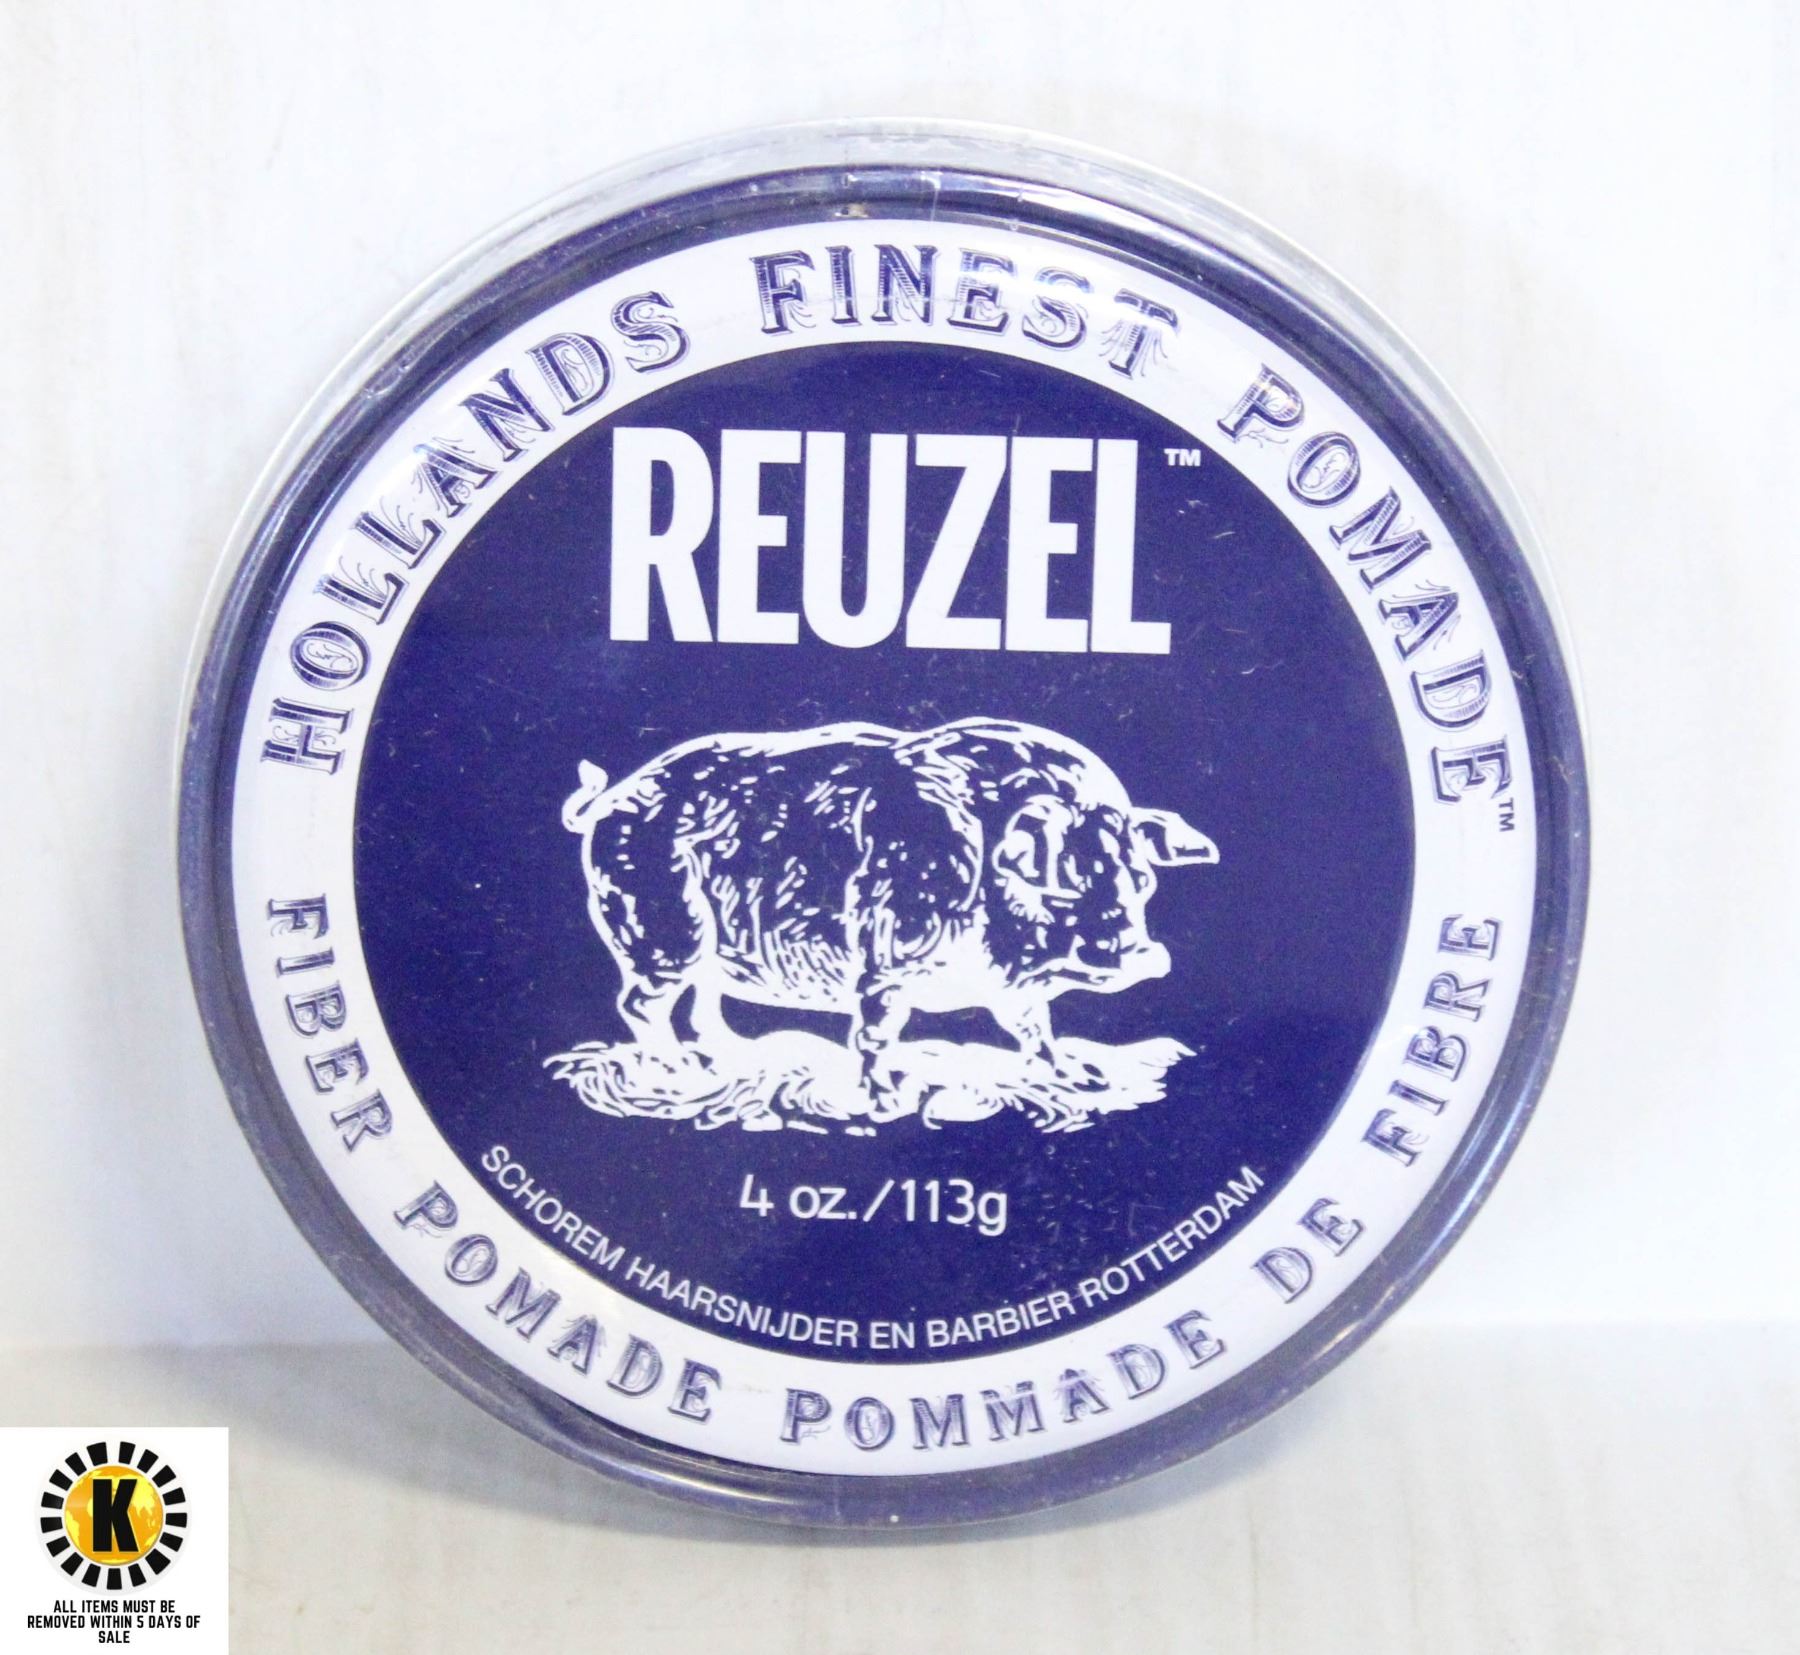 HOLLANDS FINEST POMADE™
REUZEL™
4 oz./113g
SCHOREM HAARSNIJDER EN BARBIER ROTTERDAM
FIBER POMADE POMMADE DE FIBRE
K
ALL ITEMS MUST BE
REMOVED WITHIN 5 DAYS OF
SALE